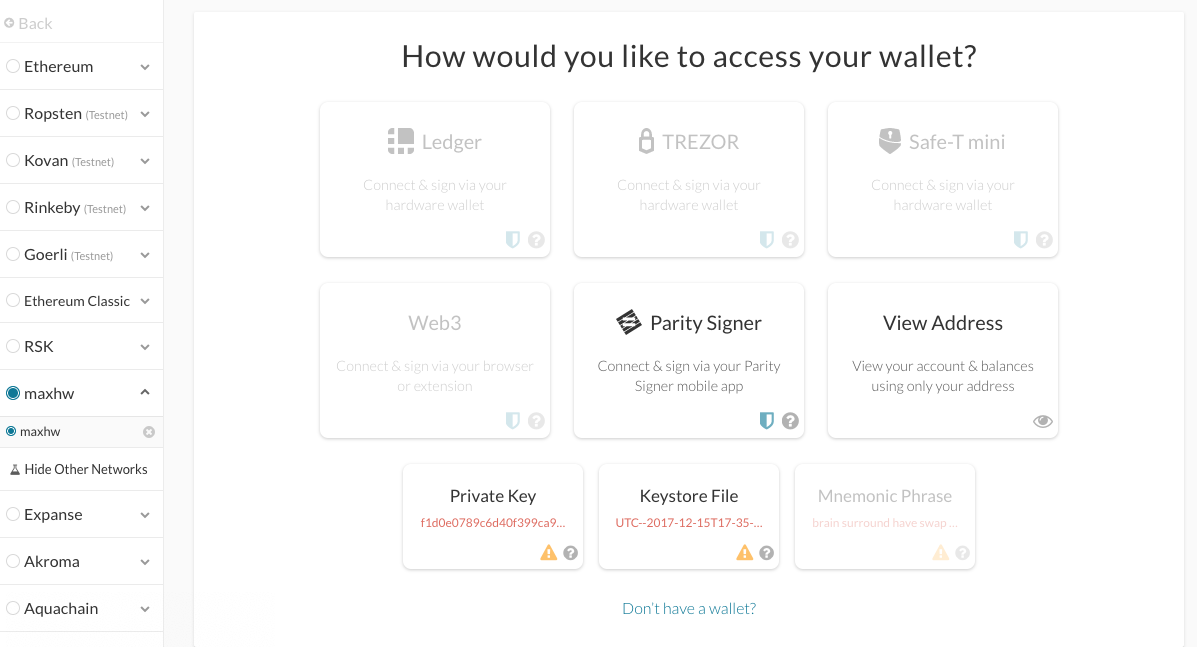 Back
Ethereum
Ropsten (Testnet)
Kovan (Testnet)
Rinkeby (Testnet)
Goerli (Testnet)
Ethereum Classic
RSK
maxhw
maxhw
Hide Other Networks
Expanse
Akroma
Aquachain
How would you like to access your wallet?
Ledger
Connect & sign via your
hardware wallet
TREZOR
Connect & sign via your
hardware wallet
Safe-T mini
Connect & sign via your
hardware wallet
Web3
Connect & sign via your browser
or extension
Parity Signer
Connect & sign via your Parity
Signer mobile app
View Address
View your account & balances
using only your address
Private Key
f1d0e0789c6d40f399ca9...
Keystore File
UTC--2017-12-15T17-35-...
Mnemonic Phrase
brain surround have swap ...
Don't have a wallet?